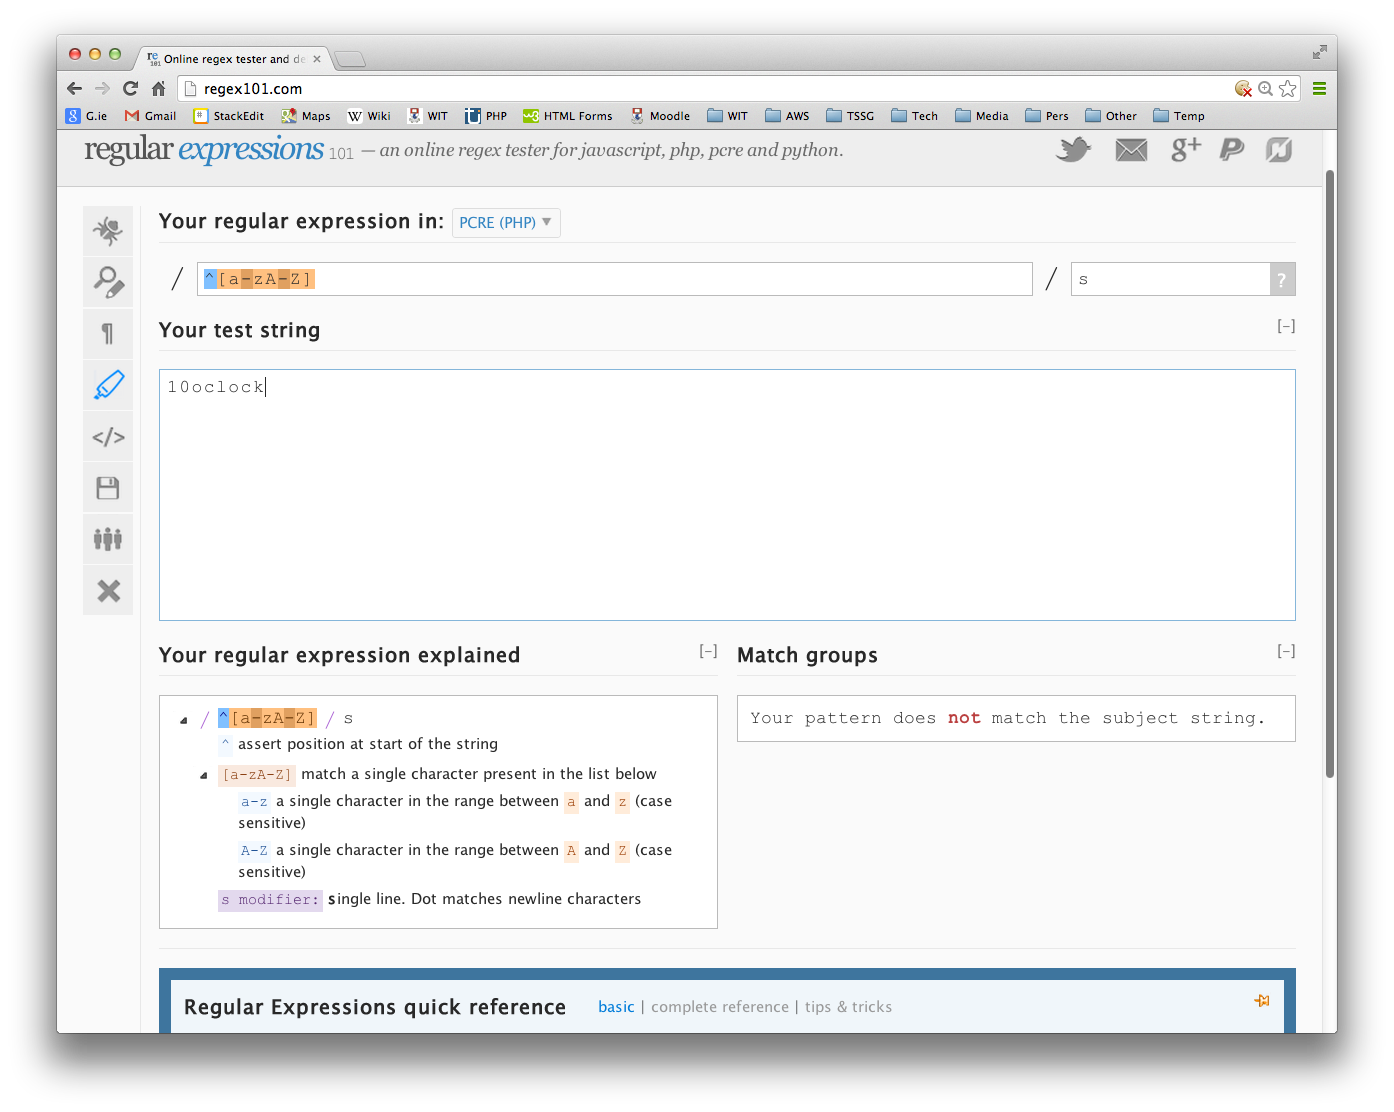 re 101 Online regex tester and de
regex101.com
G.ie Gmail StackEdit Maps Wiki WIT PHP HTML Forms Moodle WIT AWS TSSG Tech Media Pers Other Temp
regular expressions 101 — an online regex tester for javascript, php, pcre and python.
Your regular expression in: PCRE (PHP)
/ ^[a-zA-Z] / s ?
Your test string [-]
10oclock
Your regular expression explained [-]
/ ^[a-zA-Z] / s
^ assert position at start of the string
[a-zA-Z] match a single character present in the list below
a-z a single character in the range between a and z (case
sensitive)
A-Z a single character in the range between A and Z (case
sensitive)
s modifier: single line. Dot matches newline characters
Match groups [-]
Your pattern does not match the subject string.
Regular Expressions quick reference basic | complete reference | tips & tricks